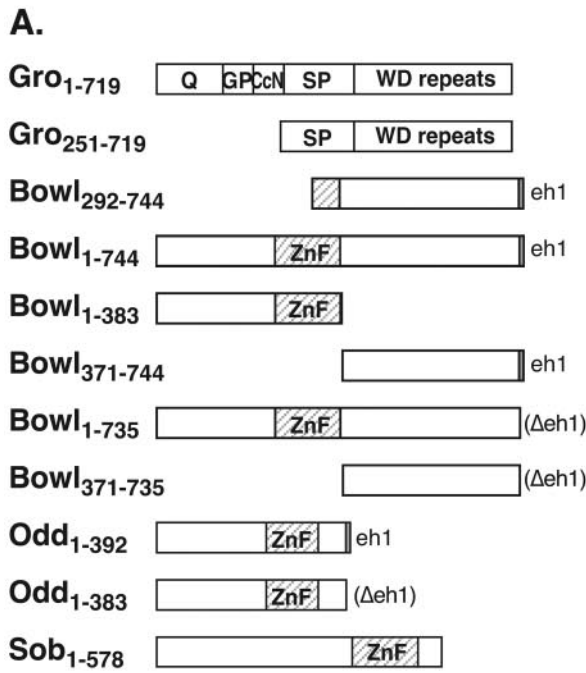 A.
Gro1-719 Q GP CcN SP WD repeats
Gro251-719 SP WD repeats
Bowl292-744 eh1
Bowl1-744 ZnF eh1
Bowl1-383 ZnF
Bowl371-744 eh1
Bowl1-735 ZnF (Δeh1)
Bowl371-735 (Δeh1)
Odd1-392 ZnF eh1
Odd1-383 ZnF (Δeh1)
Sob1-578 ZnF